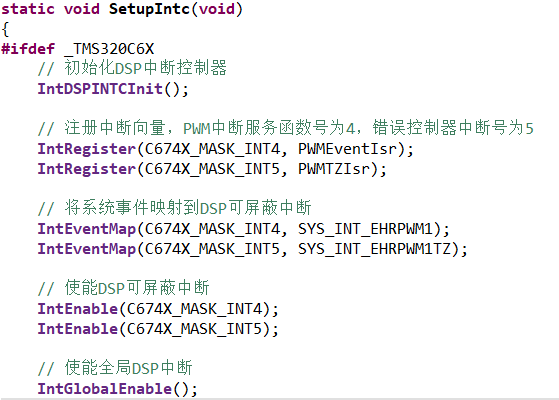 static void SetupIntc(void)
{
#ifdef _TMS320C6X
// 初始化DSP中断控制器
IntDSPINTCInit();
// 注册中断向量，PWM中断服务函数号为4，错误控制器中断号为5
IntRegister(C674X_MASK_INT4, PWMEventIsr);
IntRegister(C674X_MASK_INT5, PWMTZIsr);
// 将系统事件映射到DSP可屏蔽中断
IntEventMap(C674X_MASK_INT4, SYS_INT_EHRPWM1);
IntEventMap(C674X_MASK_INT5, SYS_INT_EHRPWM1TZ);
// 使能DSP可屏蔽中断
IntEnable(C674X_MASK_INT4);
IntEnable(C674X_MASK_INT5);
// 使能全局DSP中断
IntGlobalEnable();